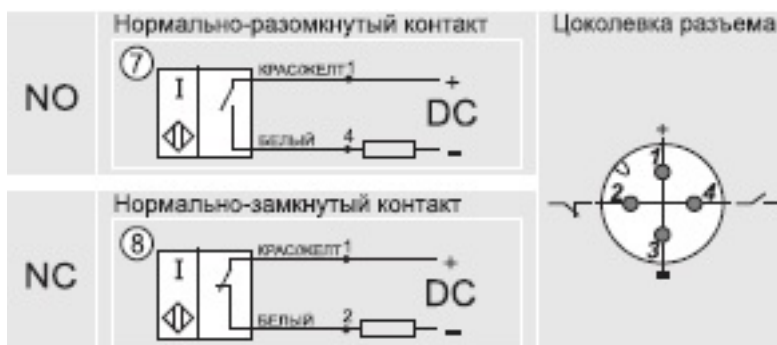 Нормально-разомкнутый контакт
Цоколевка разъема
NO
7
I
КРАС/ЖЕЛТ 1
+
DC
БЕЛЫЙ 4
-
+
1
2
4
3
-
Нормально-замкнутый контакт
NC
8
I
КРАС/ЖЕЛТ 1
+
DC
БЕЛЫЙ 2
-